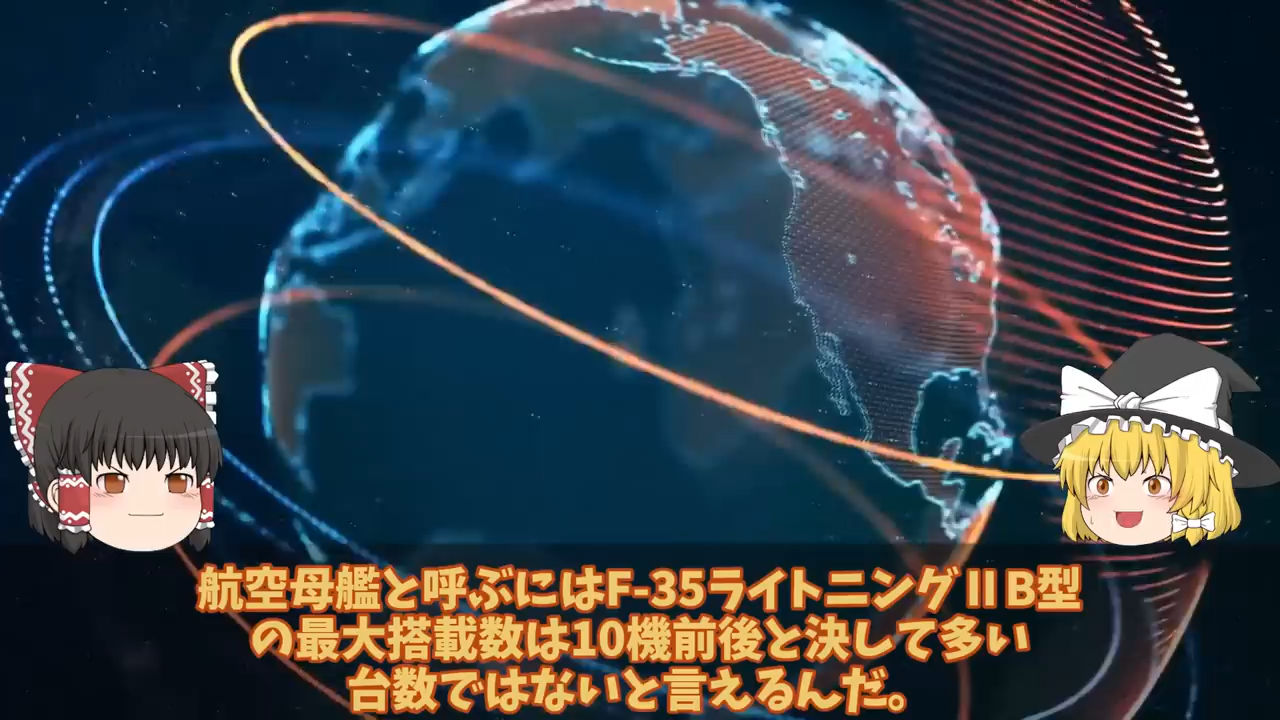 航空母艦と呼ぶにはF-35ライトニングⅡB型
の最大搭載数は10機前後と決して多い
台数ではないと言えるんだ。